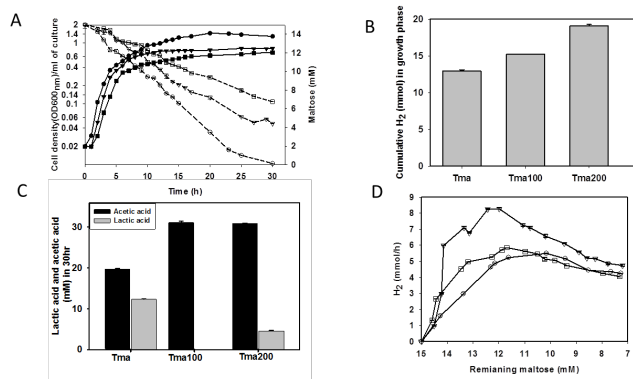 A
Cell density(OD600nm)/ml of culture
2
1.4
1
0.6
0.4
0.2
0.14
0.1
0.06
0.04
0.02
0 5 10 15 20 25 30
Time (h)
14
12
10
8
6
4
2
0
Maltose (mM)
B
Cumulative H2 (mmol) in growth phase
20
15
10
5
0
Tma Tma100 Tma200
C
Lactic acid and acetic acid (mM) in 30hr
Acetic acid
Lactic acid
30
20
10
0
Tma Tma100 Tma200
D
H2 (mmol/h)
9
8
7
6
5
4
3
2
1
0
15 14 13 12 11 10 9 8 7
Remianing maltose (mM)